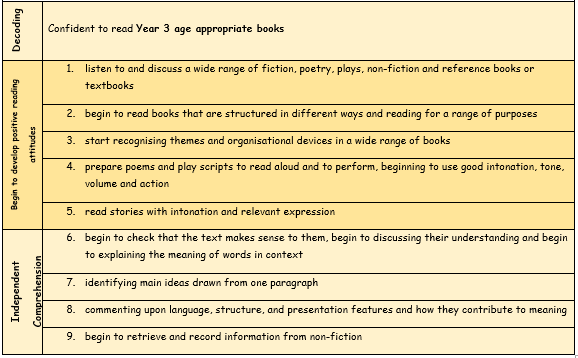 Decoding
Confident to read Year 3 age appropriate books
Begin to develop positive reading
attitudes
1. listen to and discuss a wide range of fiction, poetry, plays, non-fiction and reference books or
textbooks
2. begin to read books that are structured in different ways and reading for a range of purposes
3. start recognising themes and organisational devices in a wide range of books
4. prepare poems and play scripts to read aloud and to perform, beginning to use good intonation, tone,
volume and action
5. read stories with intonation and relevant expression
Independent
Comprehension
6. begin to check that the text makes sense to them, begin to discussing their understanding and begin
to explaining the meaning of words in context
7. identifying main ideas drawn from one paragraph
8. commenting upon language, structure, and presentation features and how they contribute to meaning
9. begin to retrieve and record information from non-fiction